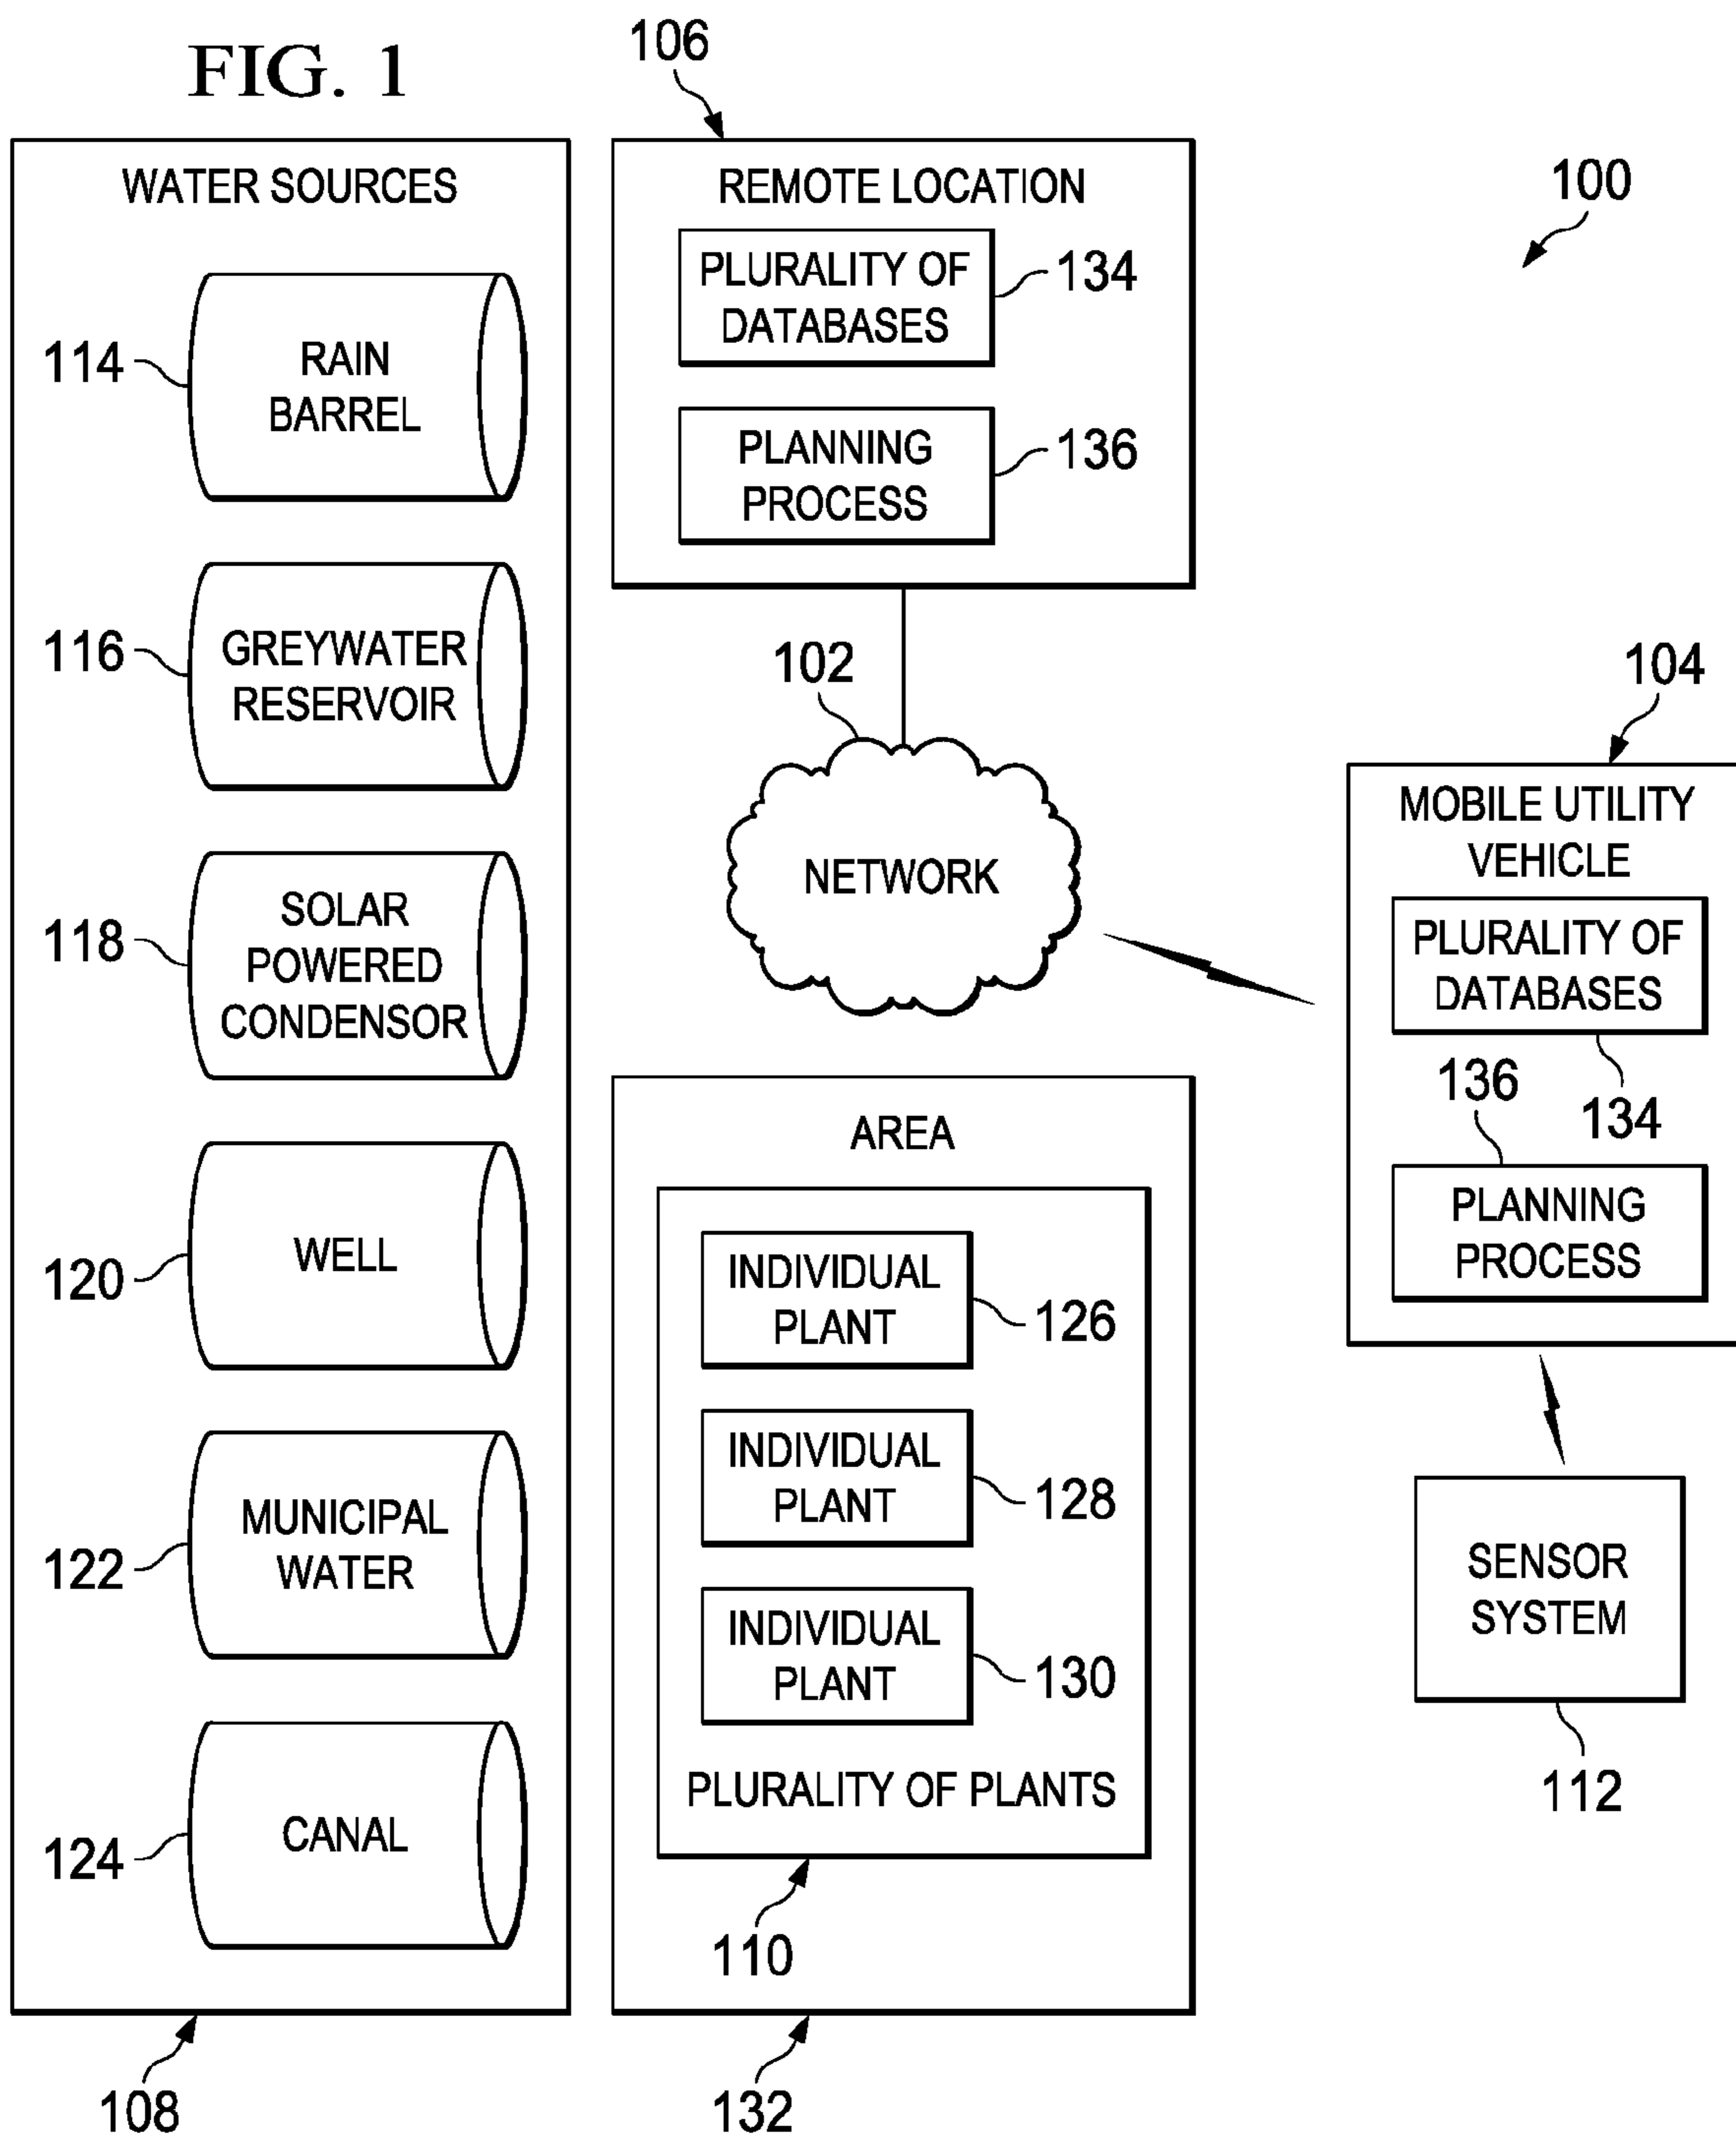 FIG. 1
WATER SOURCES
114
RAIN
BARREL
116
GREYWATER
RESERVOIR
118
SOLAR
POWERED
CONDENSOR
120
WELL
122
MUNICIPAL
WATER
124
CANAL
108
106
REMOTE LOCATION
PLURALITY OF
DATABASES
134
PLANNING
PROCESS
136
102
NETWORK
AREA
INDIVIDUAL
PLANT
126
INDIVIDUAL
PLANT
128
INDIVIDUAL
PLANT
130
PLURALITY OF PLANTS
110
132
100
104
MOBILE UTILITY
VEHICLE
PLURALITY OF
DATABASES
134
136
PLANNING
PROCESS
SENSOR
SYSTEM
112